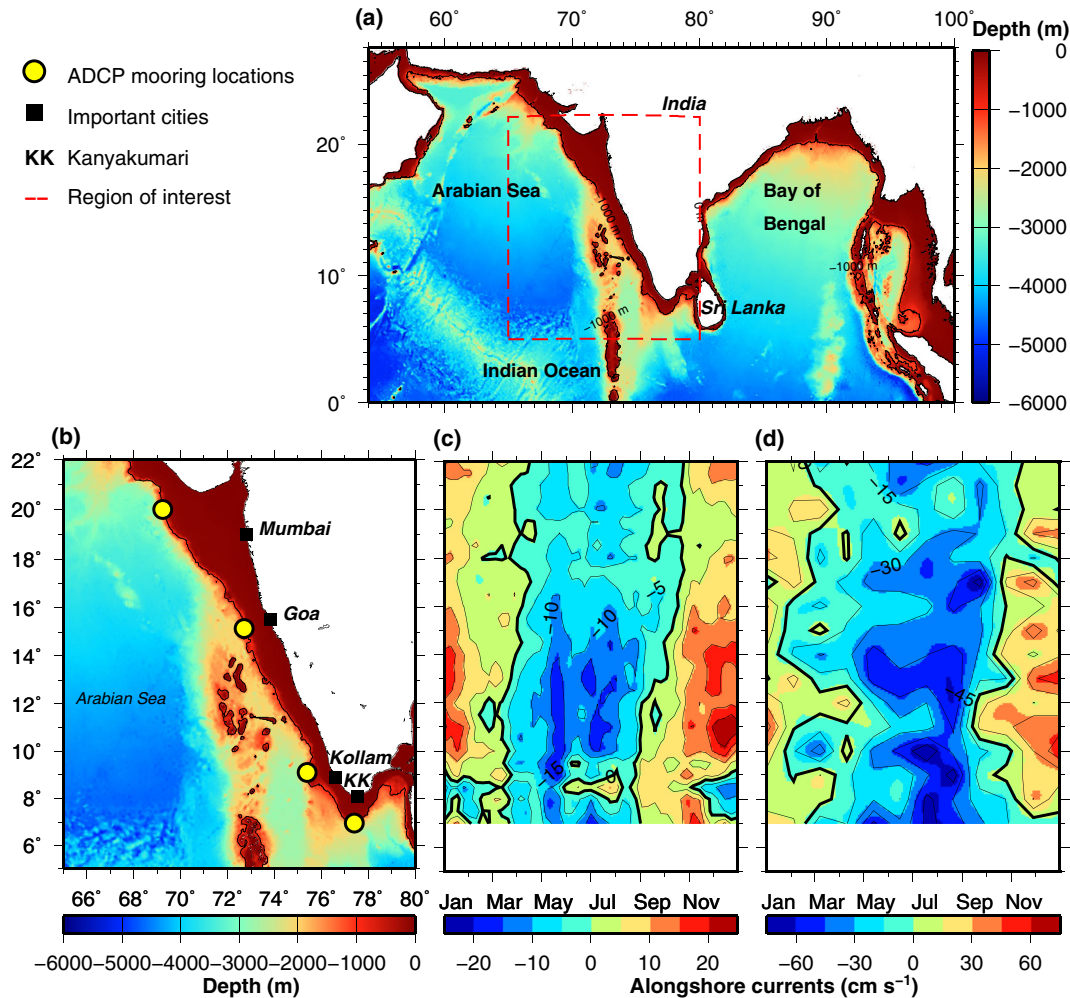 (a)
60° 70° 80° 90° 100°
Depth (m)
ADCP mooring locations
Important cities
KK Kanyakumari
Region of interest
India
Arabian Sea
Bay of
Bengal
−1000 m
0 m
−1000 m
Sri Lanka
−1000 m
Indian Ocean
20°
10°
0°
0
−1000
−2000
−3000
−4000
−5000
−6000
(b)
22°
20°
18°
16°
14°
12°
10°
8°
6°
Mumbai
Goa
Arabian Sea
Kollam
KK
66° 68° 70° 72° 74° 76° 78° 80°
−6000 −5000 −4000 −3000 −2000 −1000 0
Depth (m)
(c)
−5
−10
−10
−15
0
Jan Mar May Jul Sep Nov
−20 −10 0 10 20
(d)
−15
−30
−45
Jan Mar May Jul Sep Nov
−60 −30 0 30 60
Alongshore currents (cm s⁻¹)